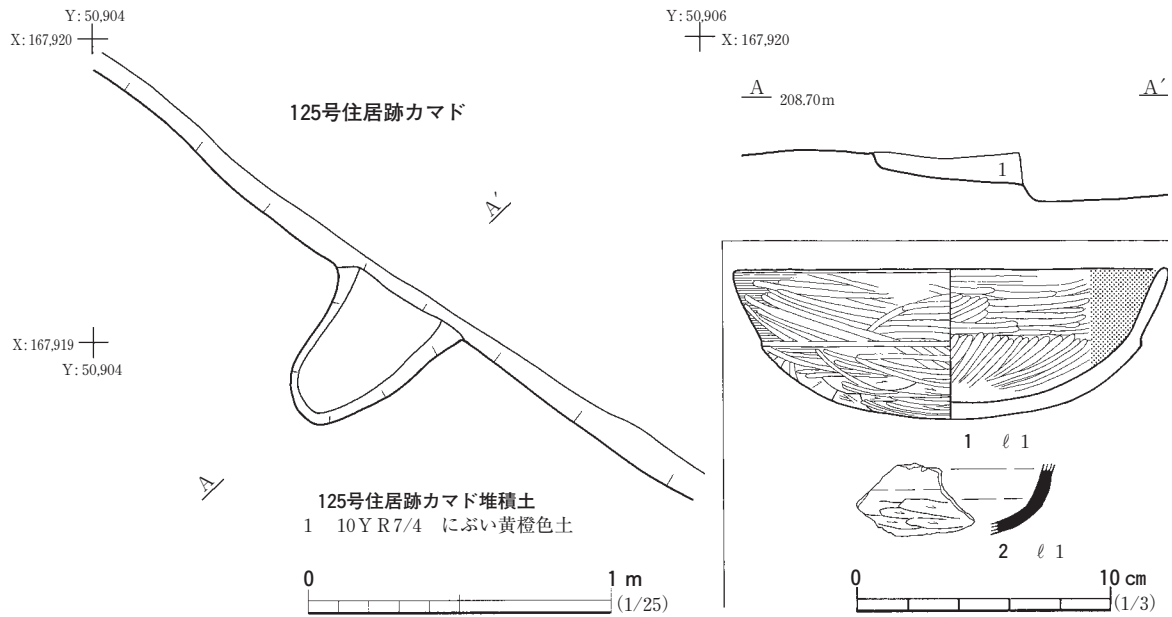 Y: 50,904
X: 167,920
Y: 50,906
X: 167,920
125号住居跡カマド
A 208.70m A´
1
A´
X: 167,919
Y: 50,904
A
1 ℓ 1
2 ℓ 1
125号住居跡カマド堆積土
1 10YR7/4 にぶい黄橙色土
0 1 m
(1/25)
0 10 cm
(1/3)